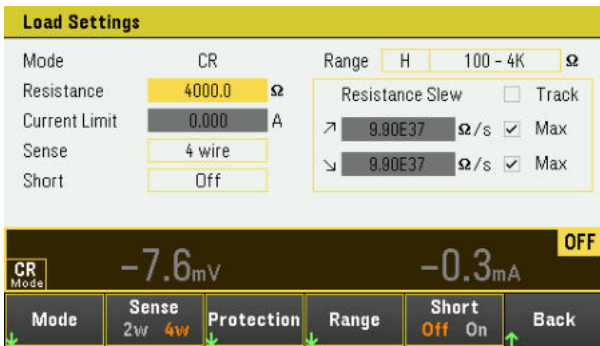 Load Settings
Mode CR Range H 100 - 4K Ω
Resistance 4000.0 Ω Resistance Slew Track
Current Limit 0.000 A 9.90E37 Ω/s Max
Sense 4 wire 9.90E37 Ω/s Max
Short Off
OFF
CR -7.6mV -0.3mA
Mode
Mode Sense Protection Range Short Back
2w 4w Off On